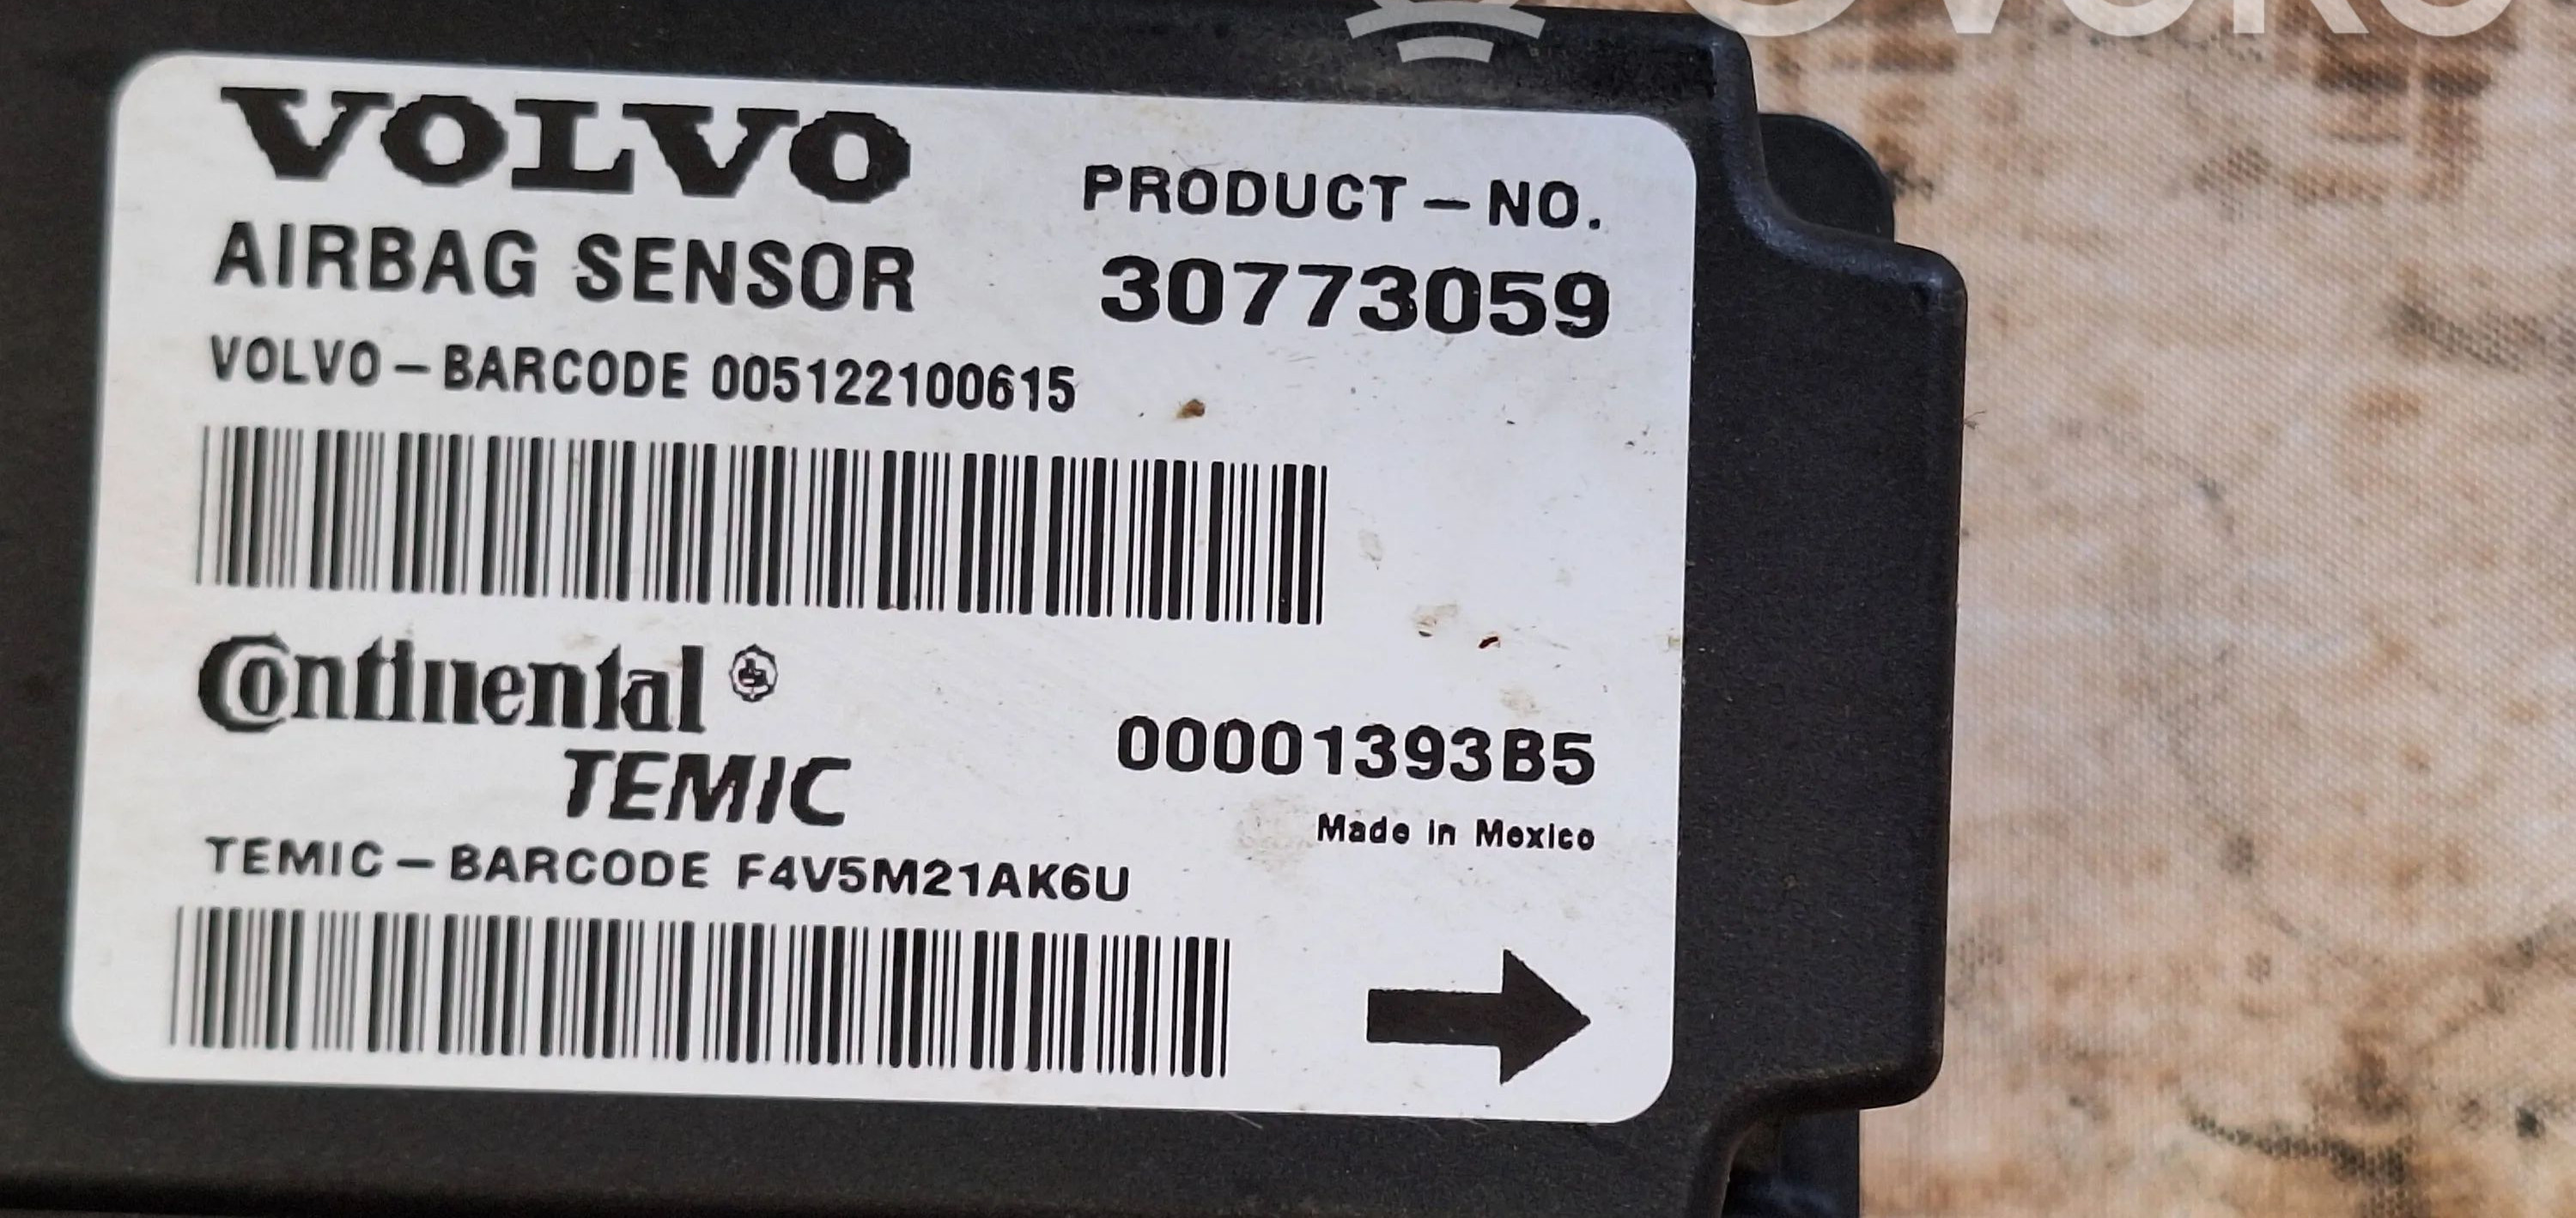 VOLVO
AIRBAG SENSOR
PRODUCT-NO.
30773059
VOLVO-BARCODE 005122100615
Continental
TEMIC
00001393B5
Made in Mexico
TEMIC-BARCODE F4V5M21AK6U